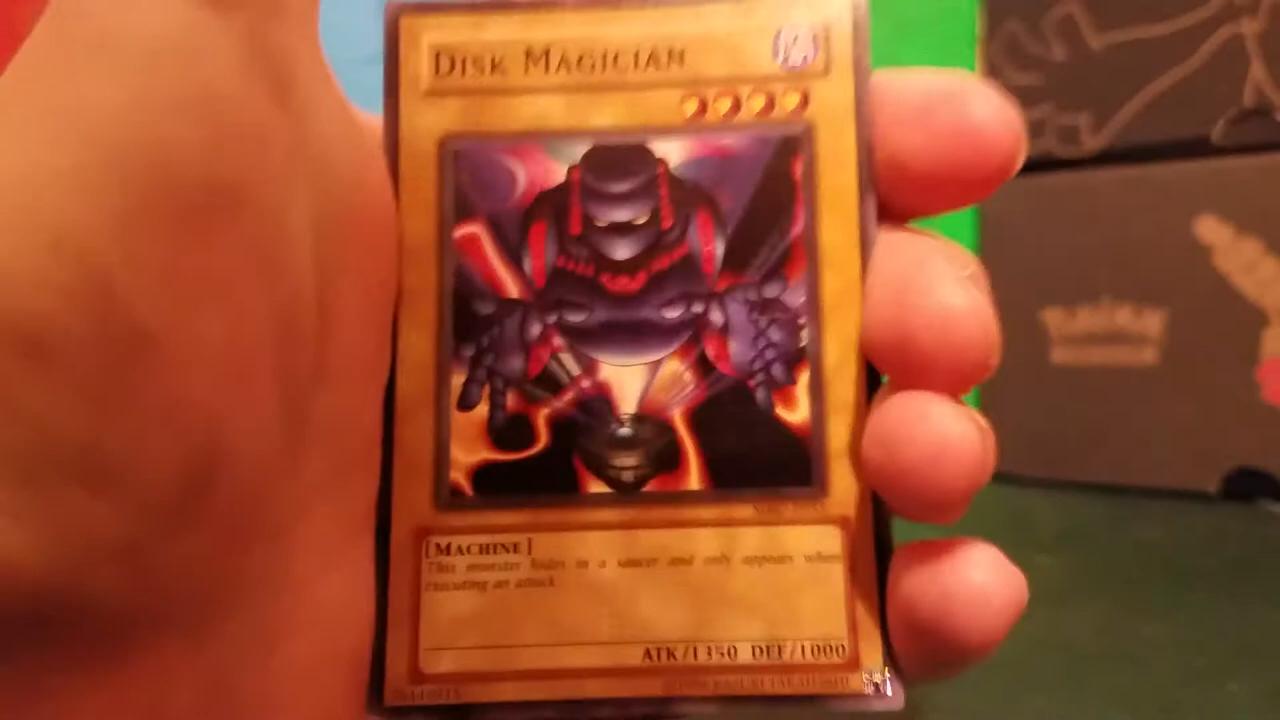 DISK MAGICIAN
[MACHINE]
This monster hides in a saucer and only appears when
executing an attack.
ATK/1350 DEF/1000
POKÉMON